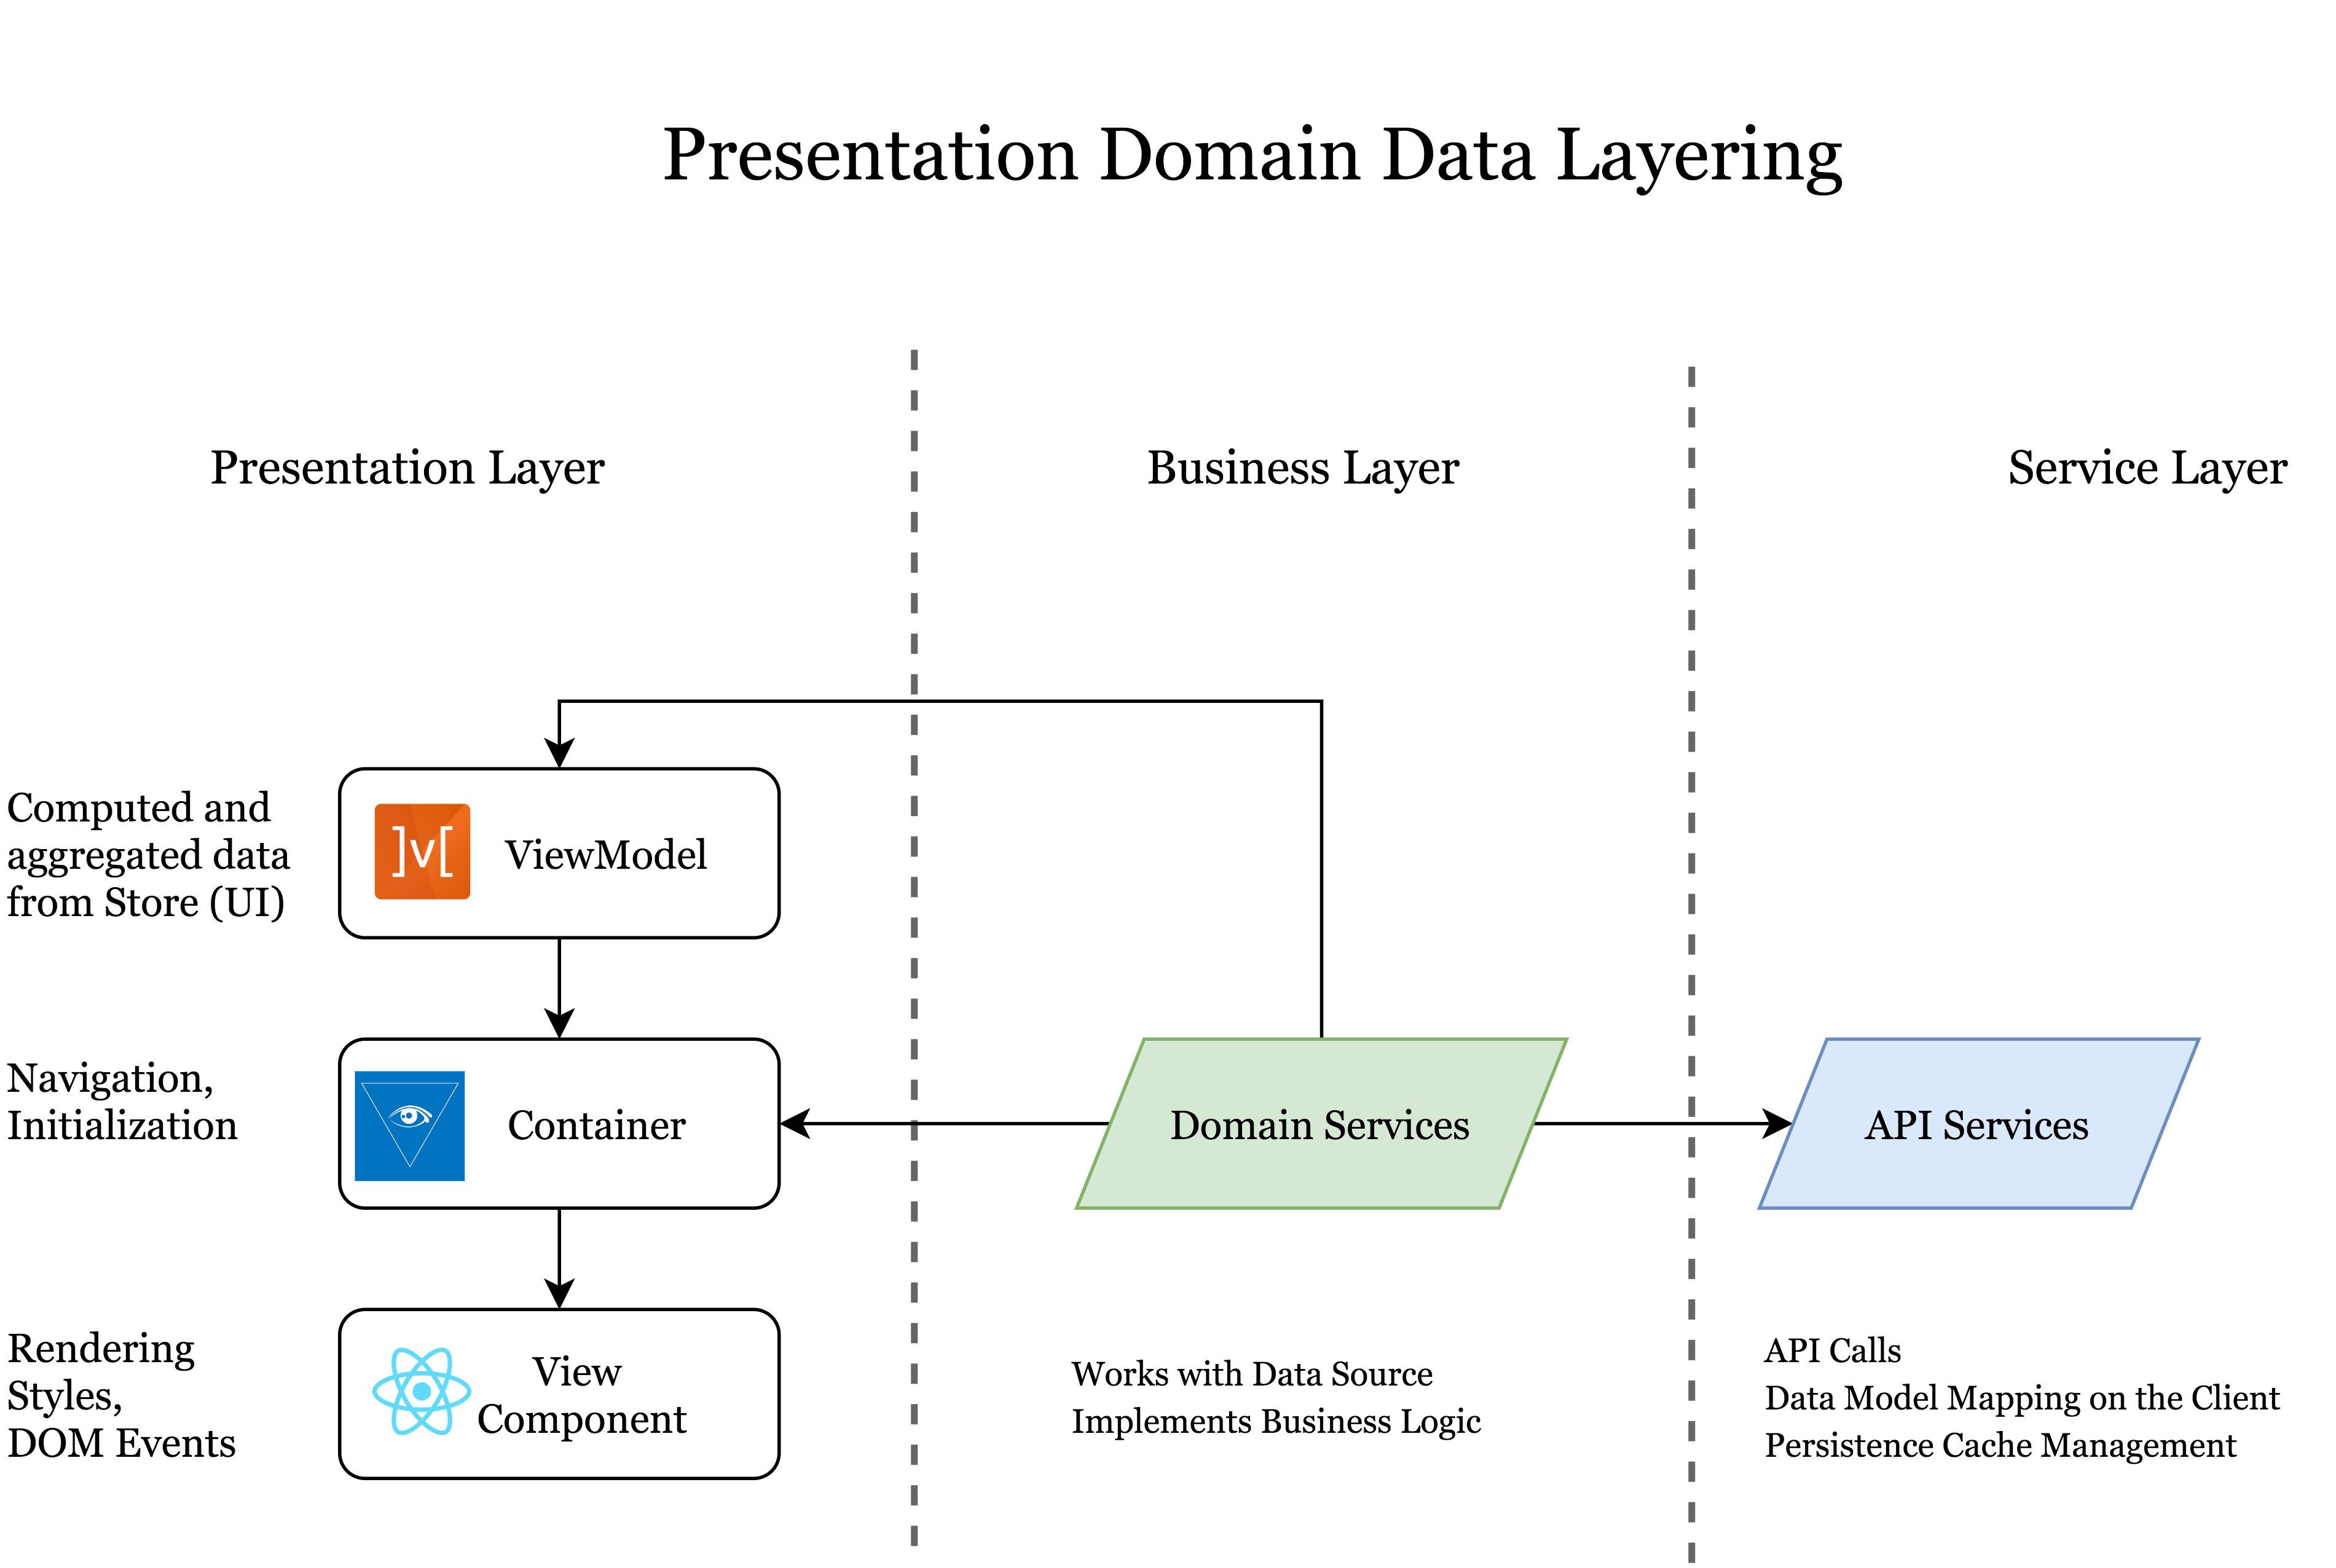 Presentation Domain Data Layering
Presentation Layer
Business Layer
Service Layer
Computed and
aggregated data
from Store (UI)
]v[
ViewModel
Navigation,
Initialization
Container
Domain Services
API Services
Rendering
Styles,
DOM Events
View
Component
Works with Data Source
Implements Business Logic
API Calls
Data Model Mapping on the Client
Persistence Cache Management